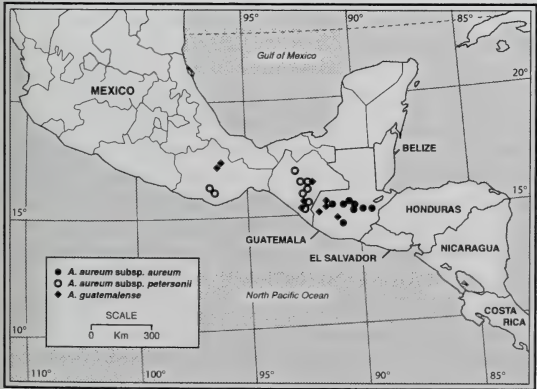 95° 90° 85°
Gulf of Mexico
20°
MEXICO
BELIZE
15°
15°
HONDURAS
GUATEMALA
NICARAGUA
EL SALVADOR
A. aureum subsp. aureum
A. aureum subsp. petersonii
A. guatemalense
North Pacific Ocean
COSTA
RICA
SCALE
0 Km 300
10°
110° 100° 95° 90° 85°